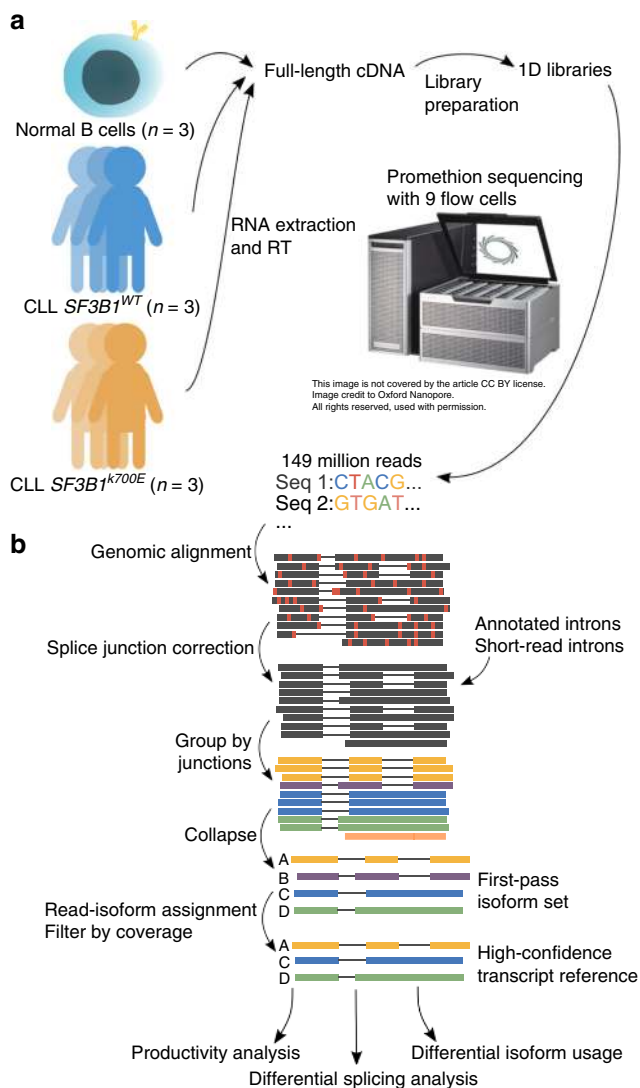 a
Full-length cDNA
Library
preparation
1D libraries
Normal B cells (n = 3)
Promethion sequencing
with 9 flow cells
RNA extraction
and RT
CLL SF3B1WT (n = 3)
This image is not covered by the article CC BY license.
Image credit to Oxford Nanopore.
All rights reserved, used with permission.
CLL SF3B1k700E (n = 3)
149 million reads
Seq 1:CTACG...
Seq 2:GTGAT...
...
b
Genomic alignment
Annotated introns
Short-read introns
Splice junction correction
Group by
junctions
Collapse
A
B
C
D
First-pass
isoform set
Read-isoform assignment
Filter by coverage
A
C
D
High-confidence
transcript reference
Productivity analysis
Differential isoform usage
Differential splicing analysis